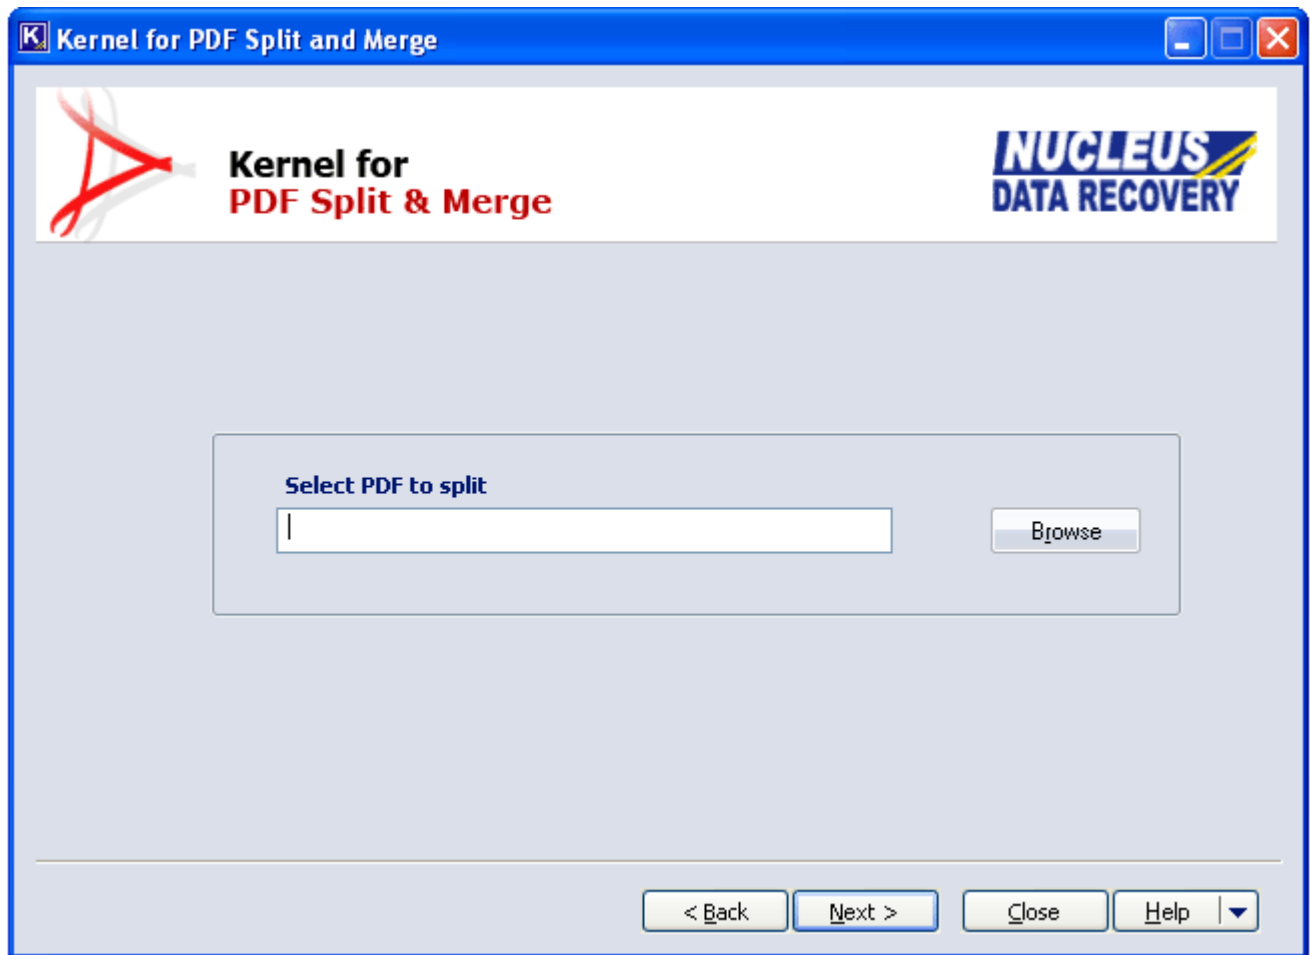 K
Kernel for PDF Split and Merge
Kernel for
PDF Split & Merge
NUCLEUS
DATA RECOVERY
Select PDF to split
Browse
< Back
Next >
Close
Help